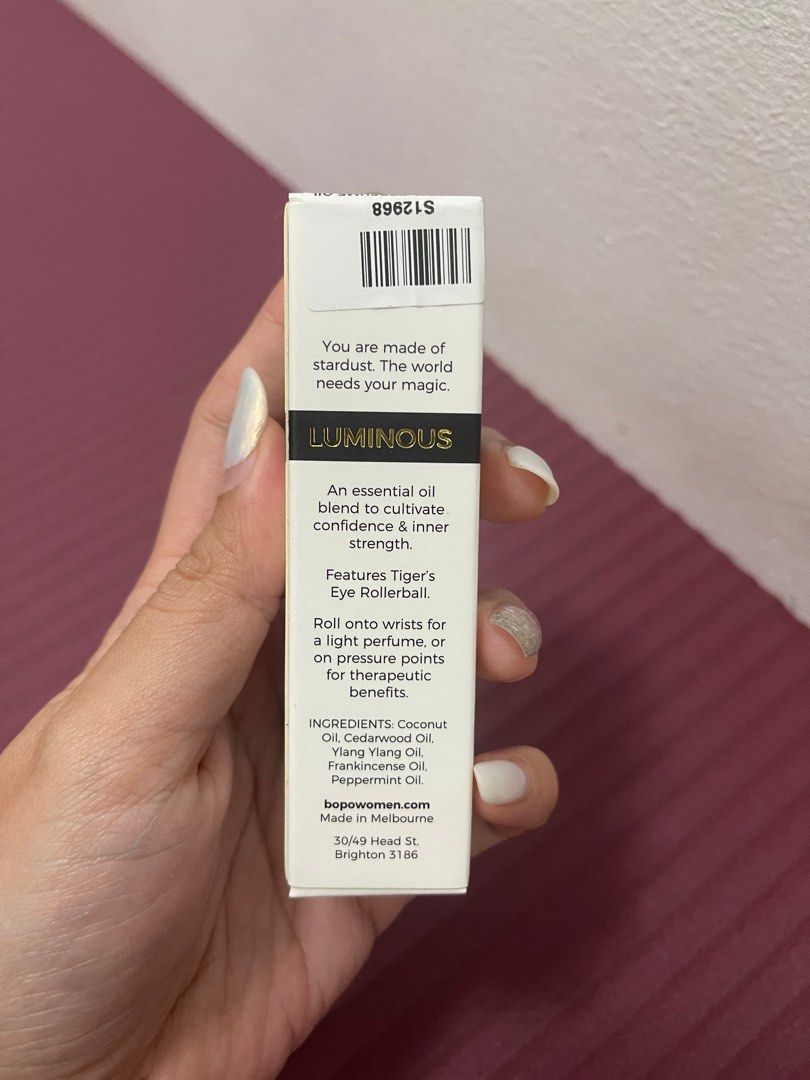 S12968
You are made of
stardust. The world
needs your magic.
LUMINOUS
An essential oil
blend to cultivate
confidence & inner
strength.
Features Tiger's
Eye Rollerball.
Roll onto wrists for
a light perfume, or
on pressure points
for therapeutic
benefits.
INGREDIENTS: Coconut
Oil, Cedarwood Oil,
Ylang Ylang Oil,
Frankincense Oil,
Peppermint Oil.
bopowomen.com
Made in Melbourne
30/49 Head St.
Brighton 3186